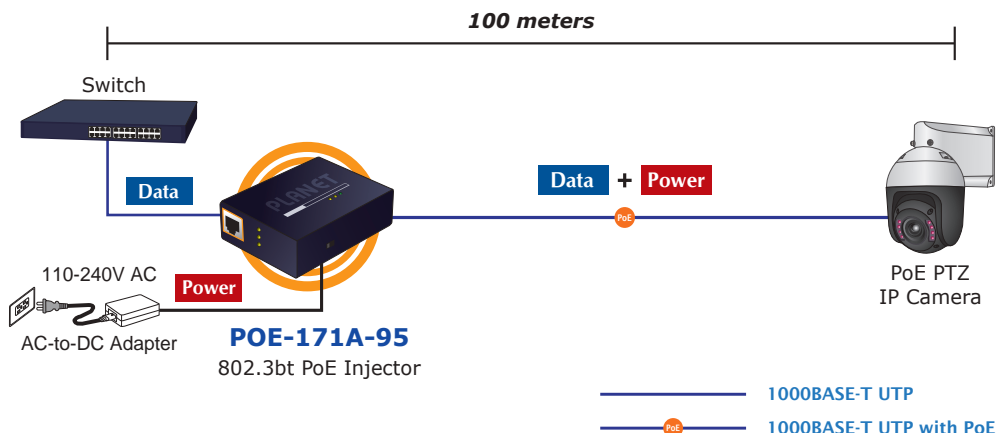 100 meters
Switch
Data
PLANET
Data + Power
PoE
110-240V AC
Power
AC-to-DC Adapter
POE-171A-95
802.3bt PoE Injector
PoE PTZ
IP Camera
1000BASE-T UTP
PoE
1000BASE-T UTP with PoE